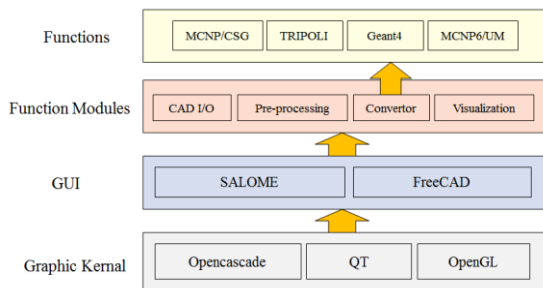 Functions
MCNP/CSG TRIPOLI Geant4 MCNP6/UM
Function Modules
CAD I/O Pre-processing Convertor Visualization
GUI
SALOME FreeCAD
Graphic Kernal
Opencascade QT OpenGL